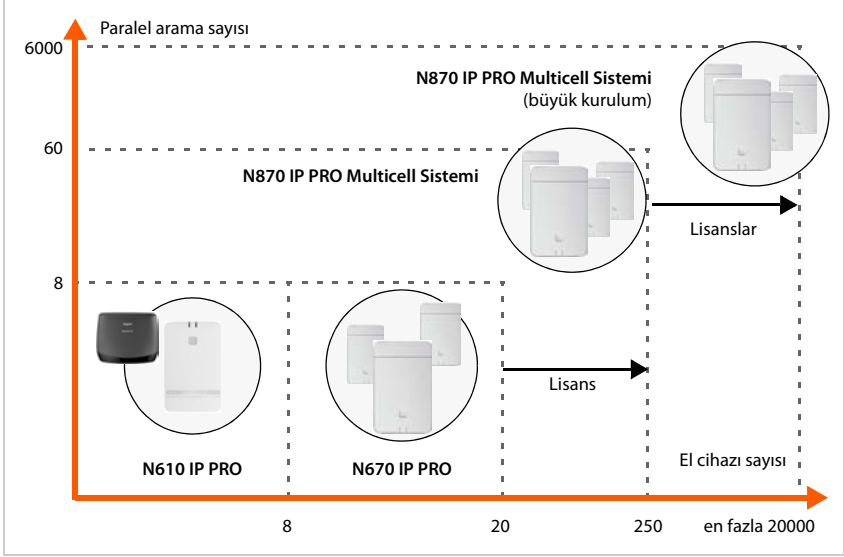 Paralel arama sayısı
6000
N870 IP PRO Multicell Sistemi
(büyük kurulum)
60
N870 IP PRO Multicell Sistemi
Lisanslar
8
Lisans
N610 IP PRO
N670 IP PRO
El cihazı sayısı
8
20
250
en fazla 20000